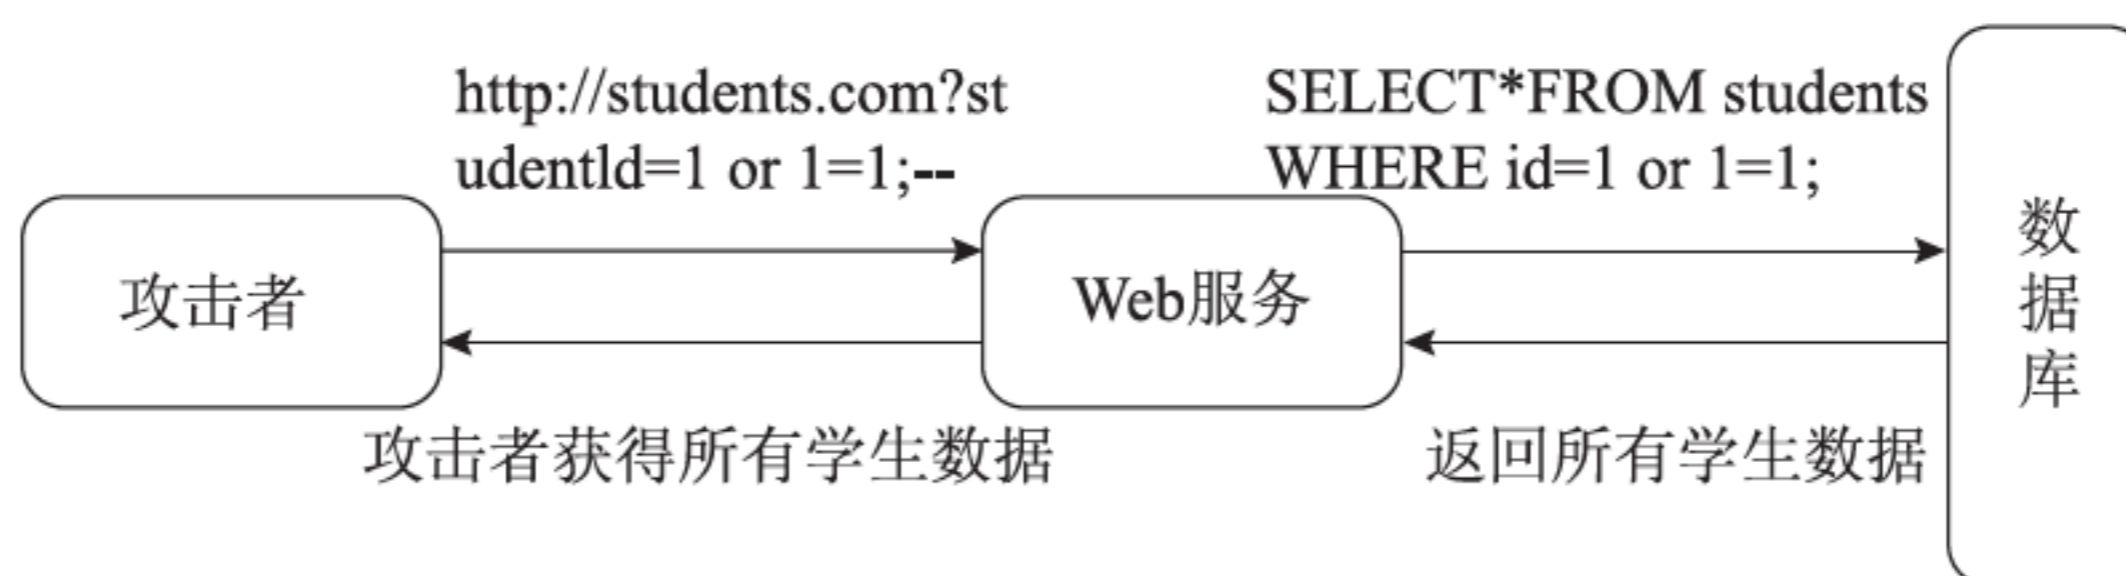 http://students.com?st
udentld=1 or 1=1;--
SELECT*FROM students
WHERE id=1 or 1=1;
攻击者
Web服务
数
据
库
攻击者获得所有学生数据
返回所有学生数据